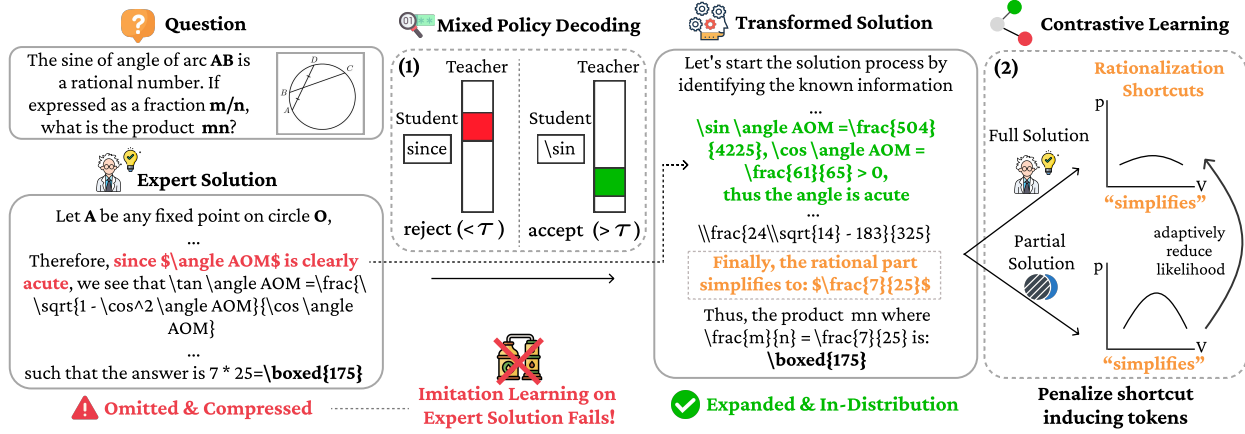 Question
The sine of angle of arc AB is
a rational number. If
expressed as a fraction m/n,
what is the product mn?
D
C
B
A
Expert Solution
Let A be any fixed point on circle O,
...
Therefore, since $\angle AOM$ is clearly
acute, we see that \tan \angle AOM =\frac{\
\sqrt{1 - \cos^2 \angle AOM}{\cos \angle
AOM}
...
such that the answer is 7 * 25=\boxed{175}
Omitted & Compressed
Mixed Policy Decoding
(1)
Teacher
Student
since
reject (< τ )
Teacher
Student
\sin
accept (> τ )
Imitation Learning on
Expert Solution Fails!
Transformed Solution
Let's start the solution process by
identifying the known information
...
\sin \angle AOM =\frac{504}
{4225}, \cos \angle AOM =
\frac{61}{65} > 0,
thus the angle is acute
...
\\frac{24\\sqrt{14} - 183}{325}
Finally, the rational part
simplifies to: $\frac{7}{25}$
Thus, the product mn where
\frac{m}{n} = \frac{7}{25} is:
\boxed{175}
Expanded & In-Distribution
Contrastive Learning
(2)
Rationalization
Shortcuts
Full Solution
p
V
"simplifies"
Partial
Solution
adaptively
reduce
likelihood
p
V
"simplifies"
Penalize shortcut
inducing tokens